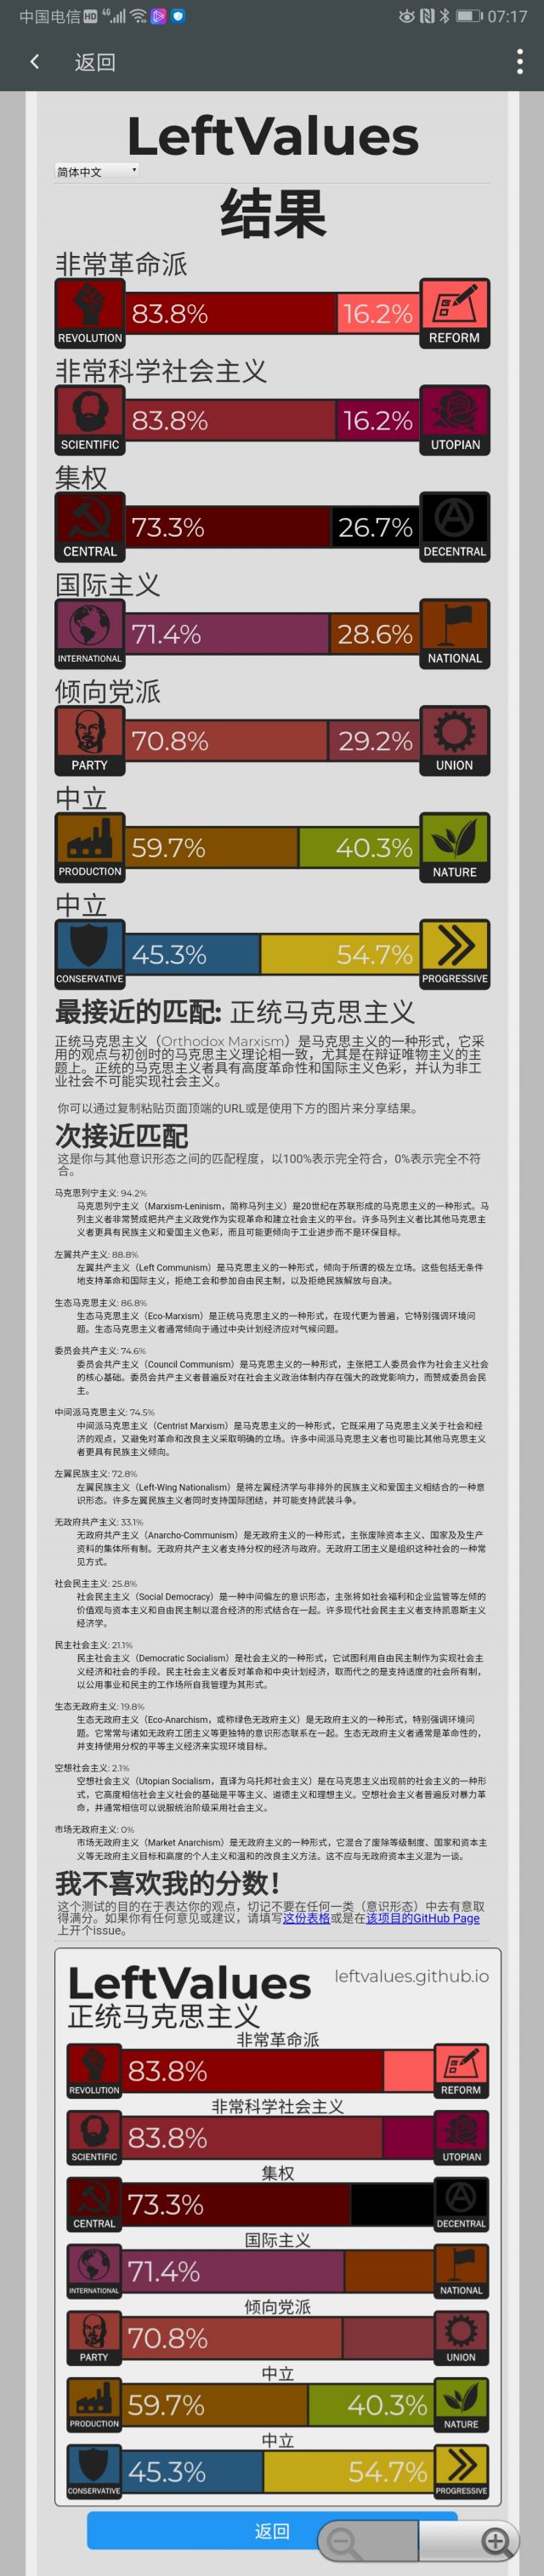 中国电信 HD 4G 07:17
返回
LeftValues
简体中文
结果
非常革命派
83.8% 16.2%
REVOLUTION REFORM
非常科学社会主义
83.8% 16.2%
SCIENTIFIC UTOPIAN
集权
73.3% 26.7%
CENTRAL DECENTRAL
国际主义
71.4% 28.6%
INTERNATIONAL NATIONAL
倾向党派
70.8% 29.2%
PARTY UNION
中立
59.7% 40.3%
PRODUCTION NATURE
中立
45.3% 54.7%
CONSERVATIVE PROGRESSIVE
最接近的匹配: 正统马克思主义
正统马克思主义（Orthodox Marxism）是马克思主义的一种形式，它采
用的观点与初创时的马克思主义理论相一致，尤其是在辩证唯物主义的主
题上。正统的马克思主义者具有高度革命性和国际主义色彩，并认为非工
业社会不可能实现社会主义。
你可以通过复制粘贴页面顶端的URL或是使用下方的图片来分享结果。
次接近匹配
这是你与其他意识形态之间的匹配程度，以100%表示完全符合，0%表示完全不符
合。
马克思列宁主义: 94.2%
马克思列宁主义（Marxism-Leninism，简称马列主义）是20世纪在苏联形成的马克思主义的一种形式。马
列主义者非常赞成把共产主义政党作为实现革命和建立社会主义的平台。许多马列主义者比其他马克思主
义者更具有民族主义和爱国主义色彩，而且可能更倾向于工业进步而不是环保目标。
左翼共产主义: 88.8%
左翼共产主义（Left Communism）是马克思主义的一种形式，倾向于所谓的极左立场。这些包括无条件
地支持革命和国际主义，拒绝工会和参加自由民主制，以及拒绝民族解放与自决。
生态马克思主义: 86.8%
生态马克思主义（Eco-Marxism）是正统马克思主义的一种形式，在现代更为普遍，它特别强调环境问
题。生态马克思主义者通常倾向于通过中央计划经济应对气候问题。
委员会共产主义: 74.6%
委员会共产主义（Council Communism）是马克思主义的一种形式，主张把工人委员会作为社会主义社会
的核心基础。委员会共产主义者普遍反对在社会主义政治体制内存在强大的政党影响力，而赞成委员会民
主。
中间派马克思主义: 74.5%
中间派马克思主义（Centrist Marxism）是马克思主义的一种形式，它既采用了马克思主义关于社会和经
济的观点，又避免对革命和改良主义采取明确的立场。许多中间派马克思主义者也可能比其他马克思主义
者更具有民族主义倾向。
左翼民族主义: 72.8%
左翼民族主义（Left-Wing Nationalism）是将左翼经济学与非排外的民族主义和爱国主义相结合的一种意
识形态。许多左翼民族主义者同时支持国际团结，并可能支持武装斗争。
无政府共产主义: 33.1%
无政府共产主义（Anarcho-Communism）是无政府主义的一种形式，主张废除资本主义、国家及及生产
资料的集体所有制。无政府共产主义者支持分权的经济与政府。无政府工团主义是组织这种社会的一种常
见方式。
社会民主主义: 25.8%
社会民主主义（Social Democracy）是一种中间偏左的意识形态，主张将如社会福利和企业监管等左倾的
价值观与资本主义和自由民主制以混合经济的形式结合在一起。许多现代社会民主主义者支持凯恩斯主义
经济学。
民主社会主义: 21.1%
民主社会主义（Democratic Socialism）是社会主义的一种形式，它试图利用自由民主制作为实现社会主
义经济和社会的手段。民主社会主义者反对革命和中央计划经济，取而代之的是支持适度的社会所有制，
以公用事业和民主的工作场所自我管理为其形式。
生态无政府主义: 19.8%
生态无政府主义（Eco-Anarchism，或称绿色无政府主义）是无政府主义的一种形式，特别强调环境问
题。它常常与诸如无政府工团主义等更独特的意识形态联系在一起。生态无政府主义者通常是革命性的，
并支持使用分权的平等主义经济来实现环境目标。
空想社会主义: 2.1%
空想社会主义（Utopian Socialism，直译为乌托邦社会主义）是在马克思主义出现前的社会主义的一种形
式，它高度相信社会主义社会的基础是平等主义、道德主义和理想主义。空想社会主义者普遍反对暴力革
命，并通常相信可以说服统治阶级采用社会主义。
市场无政府主义: 0%
市场无政府主义（Market Anarchism）是无政府主义的一种形式，它混合了废除等级制度、国家和资本主
义等无政府主义目标和高度的个人主义和温和的改良主义方法。这不应与无政府资本主义混为一谈。
我不喜欢我的分数！
这个测试的目的在于表达你的观点，切记不要在任何一类（意识形态）中去有意取
得满分。如果你有任何意见或建议，请填写这份表格或是在该项目的GitHub Page
上开个issue。
LeftValues leftvalues.github.io
正统马克思主义
非常革命派
83.8%
REVOLUTION REFORM
非常科学社会主义
83.8%
SCIENTIFIC UTOPIAN
集权
73.3%
CENTRAL DECENTRAL
国际主义
71.4%
INTERNATIONAL NATIONAL
倾向党派
70.8%
PARTY UNION
中立
59.7% 40.3%
PRODUCTION NATURE
中立
45.3% 54.7%
CONSERVATIVE PROGRESSIVE
返回